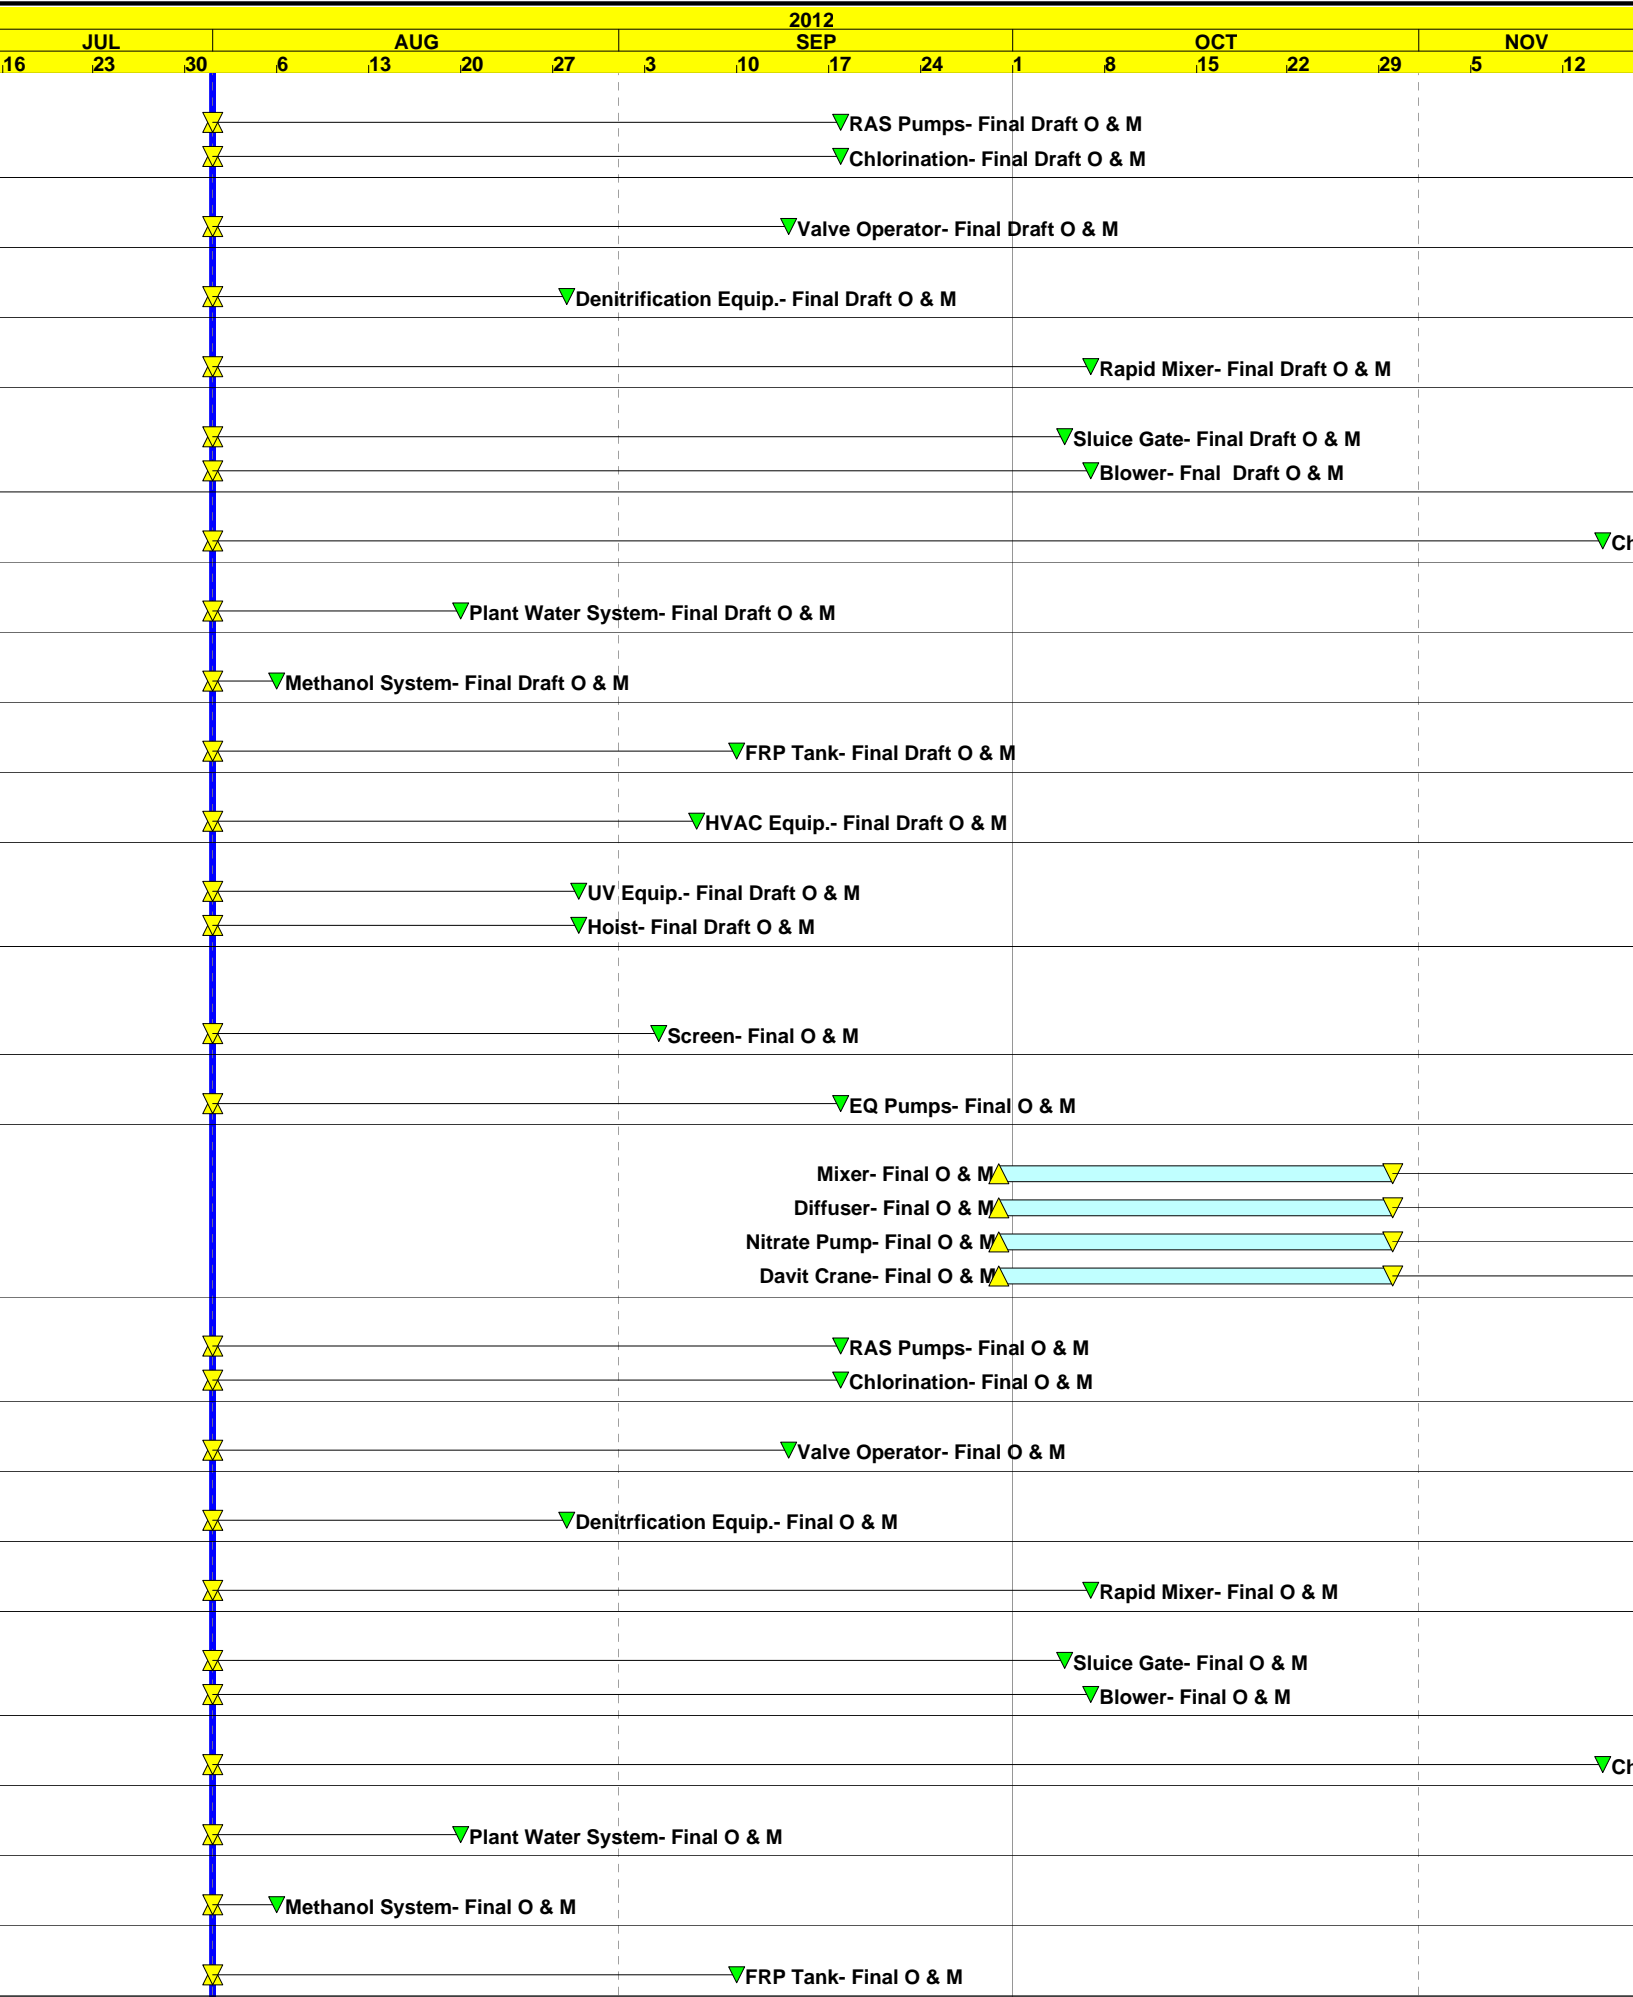 2012
JUL AUG SEP OCT NOV
16 23 30 6 13 20 27 3 10 17 24 1 8 15 22 29 5 12
RAS Pumps- Final Draft O & M
Chlorination- Final Draft O & M
Valve Operator- Final Draft O & M
Denitrification Equip.- Final Draft O & M
Rapid Mixer- Final Draft O & M
Sluice Gate- Final Draft O & M
Blower- Fnal  Draft O & M
Ch
Plant Water System- Final Draft O & M
Methanol System- Final Draft O & M
FRP Tank- Final Draft O & M
HVAC Equip.- Final Draft O & M
UV Equip.- Final Draft O & M
Hoist- Final Draft O & M
Screen- Final O & M
EQ Pumps- Final O & M
Mixer- Final O & M
Diffuser- Final O & M
Nitrate Pump- Final O & M
Davit Crane- Final O & M
RAS Pumps- Final O & M
Chlorination- Final O & M
Valve Operator- Final O & M
Denitrfication Equip.- Final O & M
Rapid Mixer- Final O & M
Sluice Gate- Final O & M
Blower- Final O & M
Ch
Plant Water System- Final O & M
Methanol System- Final O & M
FRP Tank- Final O & M